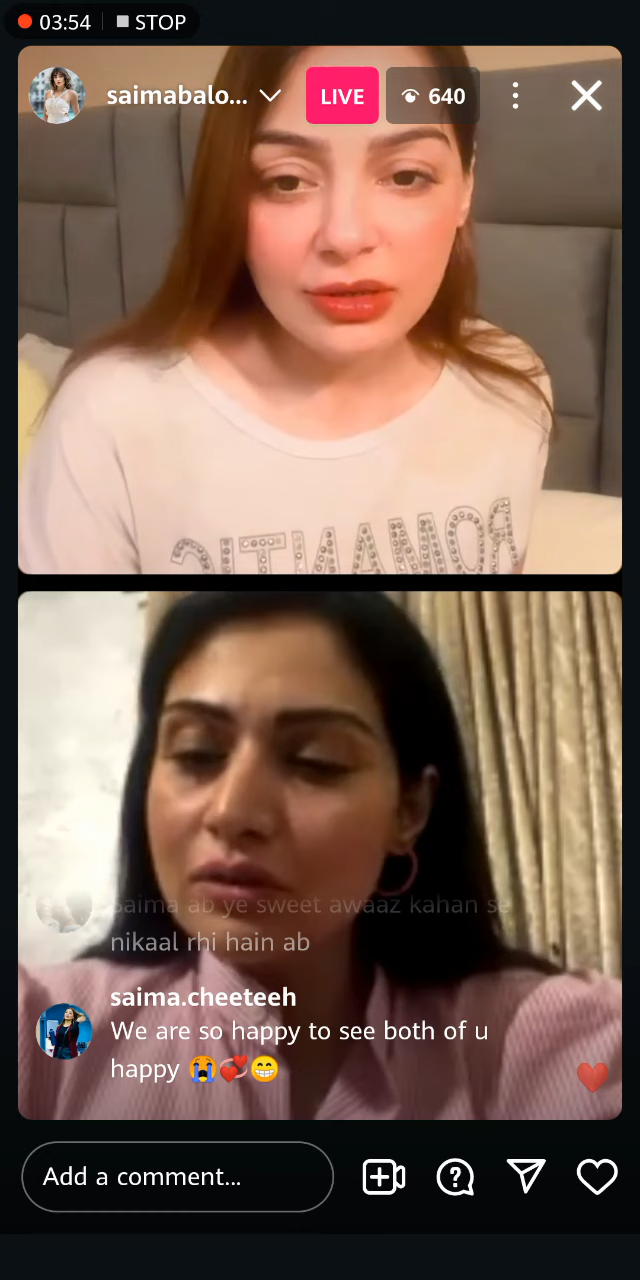 03:54 STOP
saimabalo... LIVE 640
ROMANTIC
Saima ab ye sweet awaaz kahan se
nikaal rhi hain ab
saima.cheeteeh
We are so happy to see both of u
happy 😭💞😁
Add a comment...